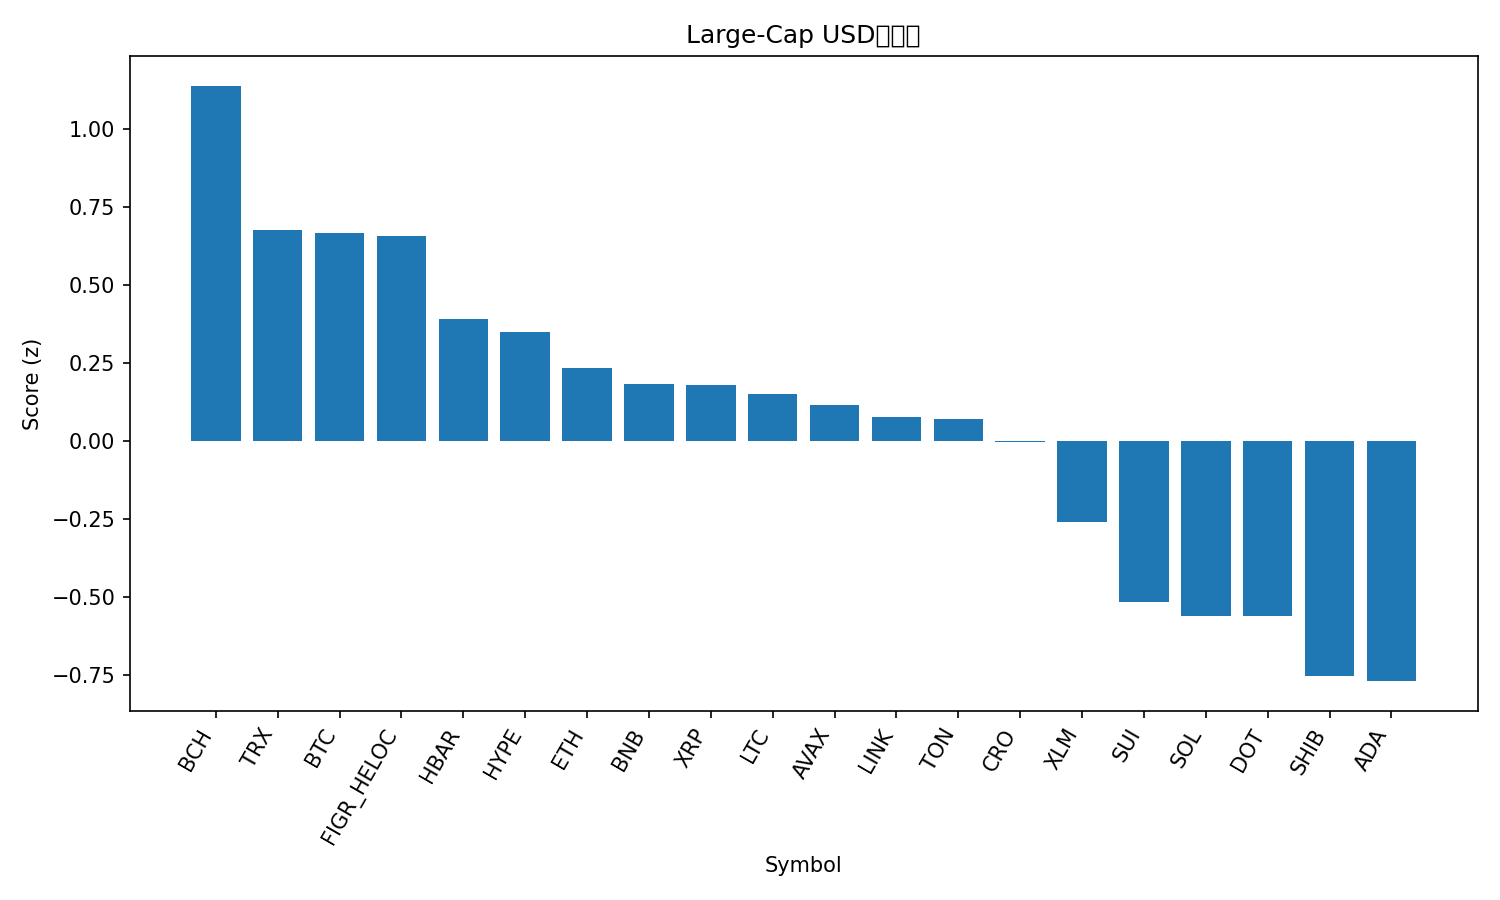 Large-Cap USD
Score (z)
1.00
0.75
0.50
0.25
0.00
−0.25
−0.50
−0.75
BCH
TRX
BTC
FIGR_HELOC
HBAR
HYPE
ETH
BNB
XRP
LTC
AVAX
LINK
TON
CRO
XLM
SUI
SOL
DOT
SHIB
ADA
Symbol